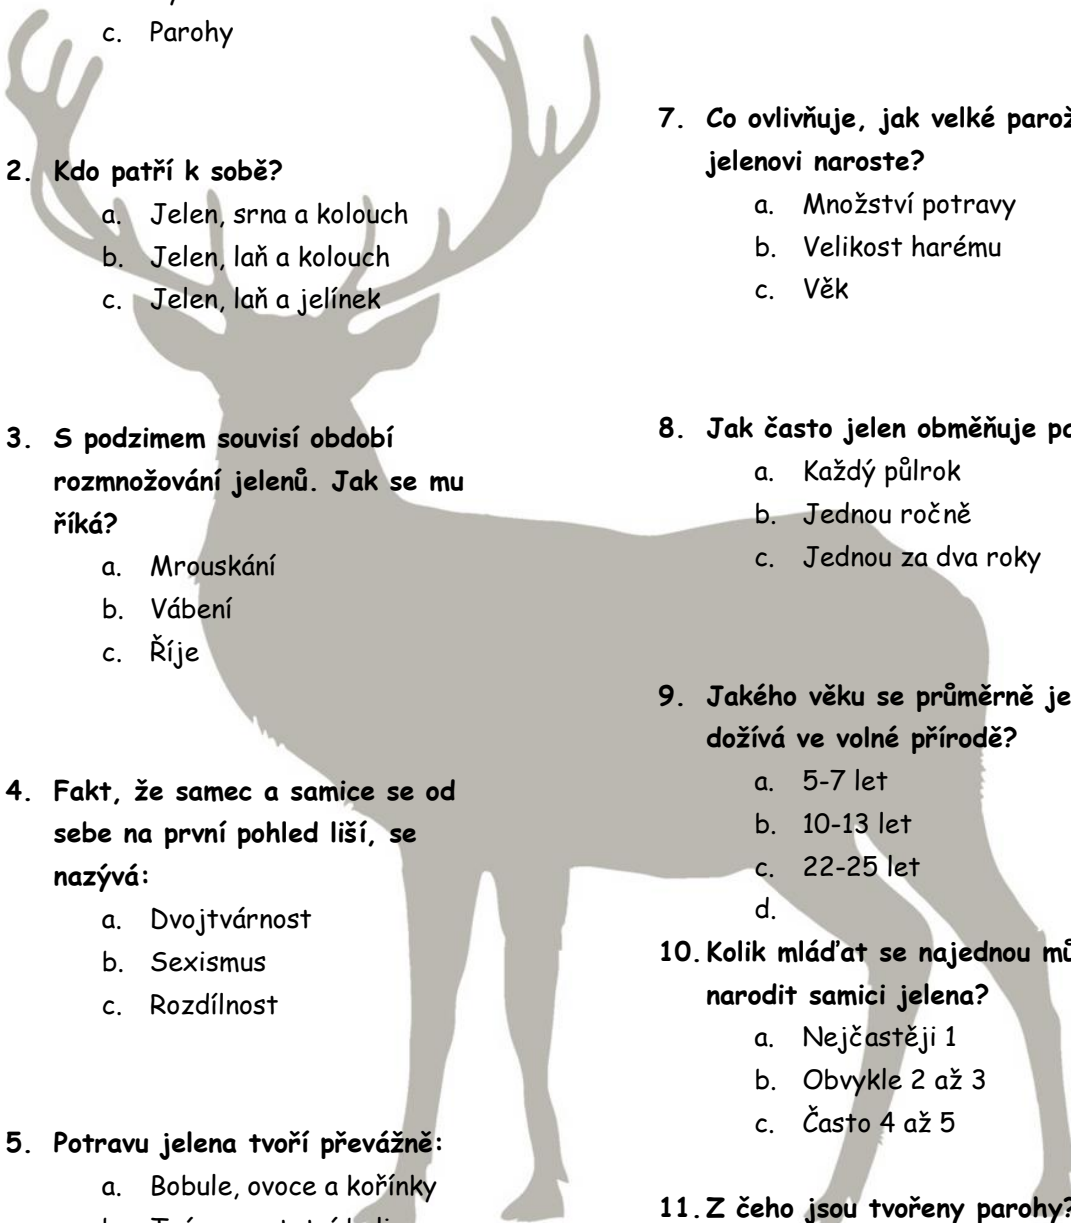 c. Parohy
2. Kdo patří k sobě?
a. Jelen, srna a kolouch
b. Jelen, laň a kolouch
c. Jelen, laň a jelínek
3. S podzimem souvisí období
rozmnožování jelenů. Jak se mu
říká?
a. Mrouskání
b. Vábení
c. Říje
4. Fakt, že samec a samice se od
sebe na první pohled liší, se
nazývá:
a. Dvojtvárnost
b. Sexismus
c. Rozdílnost
5. Potravu jelena tvoří převážně:
a. Bobule, ovoce a kořínky
7. Co ovlivňuje, jak velké
jelenovi naroste?
a. Množství potravy
b. Velikost harému
c. Věk
8. Jak často jelen obměňuje
a. Každý půlrok
b. Jednou ročně
c. Jednou za dva roky
9. Jakého věku se průměrně
dožívá ve volné přírodě?
a. 5-7 let
b. 10-13 let
c. 22-25 let
d.
10. Kolik mláďat se najednou
narodit samici jelena?
a. Nejčastěji 1
b. Obvykle 2 až 3
c. Často 4 až 5
11. Z čeho jsou tvořeny parohy?